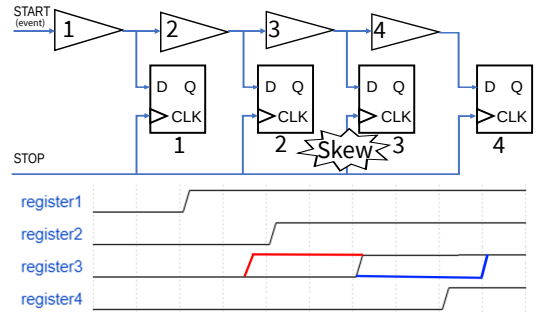 START
(event)
1
2
3
4
D Q
CLK
1
D Q
CLK
2
D Q
CLK
3
D Q
CLK
4
Skew
STOP
register1
register2
register3
register4